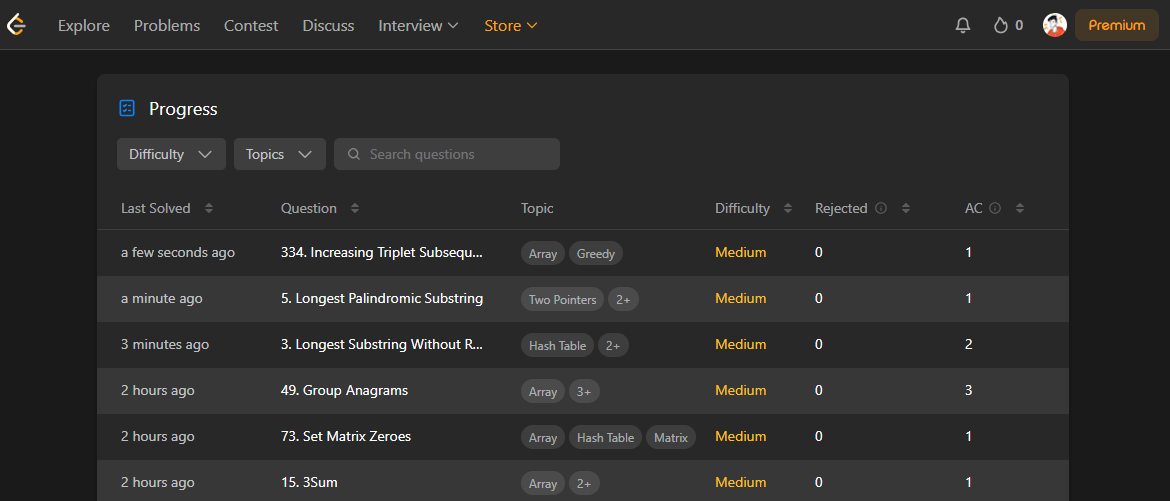 Explore Problems Contest Discuss Interview Store 0 Premium
Progress
Difficulty Topics Search questions
Last Solved Question Topic Difficulty Rejected AC
a few seconds ago 334. Increasing Triplet Subsequ... Array Greedy Medium 0 1
a minute ago 5. Longest Palindromic Substring Two Pointers 2+ Medium 0 1
3 minutes ago 3. Longest Substring Without R... Hash Table 2+ Medium 0 2
2 hours ago 49. Group Anagrams Array 3+ Medium 0 3
2 hours ago 73. Set Matrix Zeroes Array Hash Table Matrix Medium 0 1
2 hours ago 15. 3Sum Array 2+ Medium 0 1